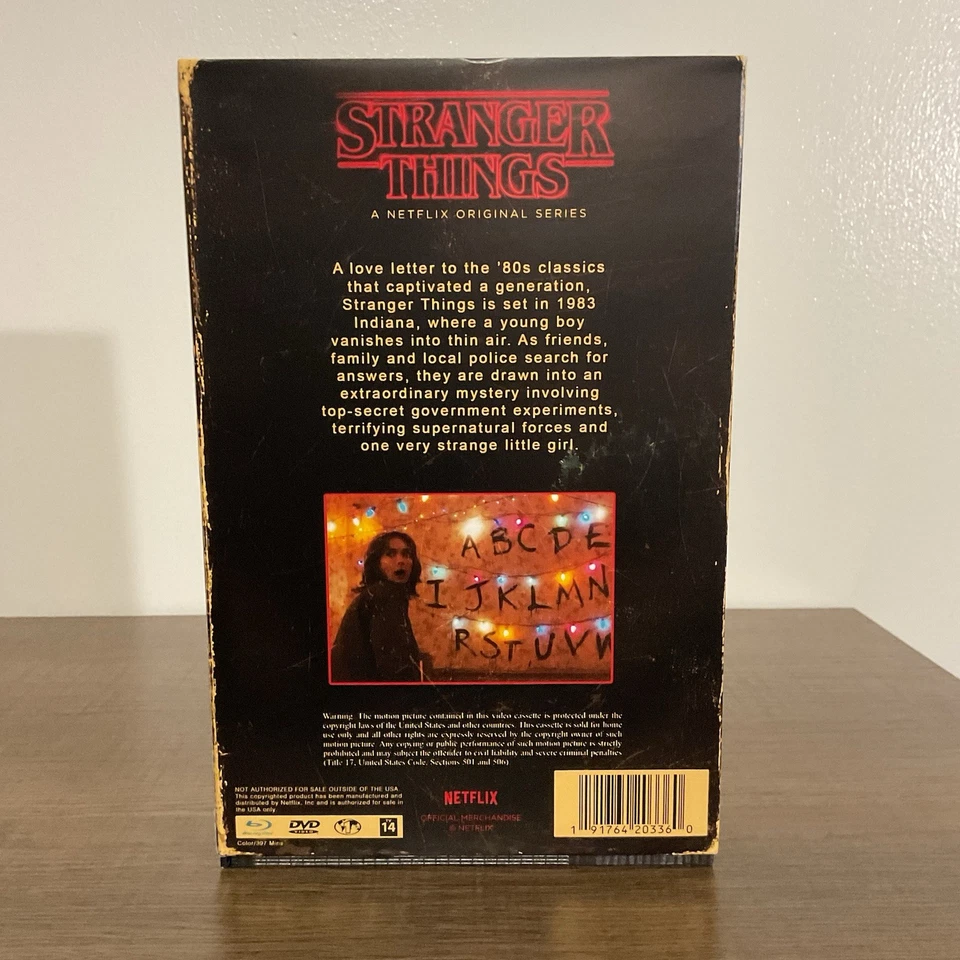 STRANGER
THINGS
A NETFLIX ORIGINAL SERIES
A love letter to the '80s classics
that captivated a generation,
Stranger Things is set in 1983
Indiana, where a young boy
vanishes into thin air. As friends,
family and local police search for
answers, they are drawn into an
extraordinary mystery involving
top-secret government experiments,
terrifying supernatural forces and
one very strange little girl.
A B C D E
I J K L M N
R S T U V W
Warning: The motion picture contained in this video cassette is protected under the
copyright laws of the United States and other countries. This cassette is sold for home
use only and all other rights are expressly reserved by the copyright owner of such
motion picture. Any copying or public performance of such motion picture is strictly
prohibited and may subject the offender to civil liability and severe criminal penalties
(Title 17, United States Code, Sections 501 and 506)
NOT AUTHORIZED FOR SALE OUTSIDE OF THE USA.
This copyrighted product has been manufactured and
distributed by Netflix, Inc and is authorized for sale in
the USA only.
DVD
VIDEO
TV
14
Color/397 Mins
NETFLIX
OFFICIAL MERCHANDISE
© NETFLIX
1 91764 20336 0